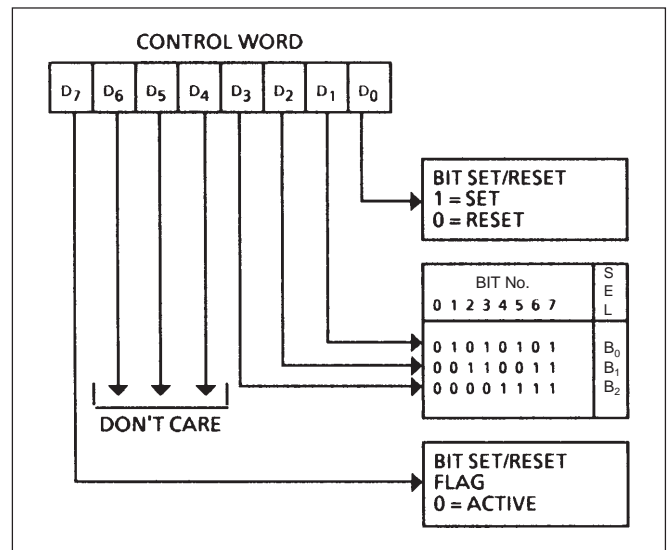 CONTROL WORD
D7 D6 D5 D4 D3 D2 D1 D0
BIT SET/RESET
1 = SET
0 = RESET
BIT No.
0 1 2 3 4 5 6 7
S
E
L
0 1 0 1 0 1 0 1 B0
0 0 1 1 0 0 1 1 B1
0 0 0 0 1 1 1 1 B2
DON'T CARE
BIT SET/RESET
FLAG
0 = ACTIVE